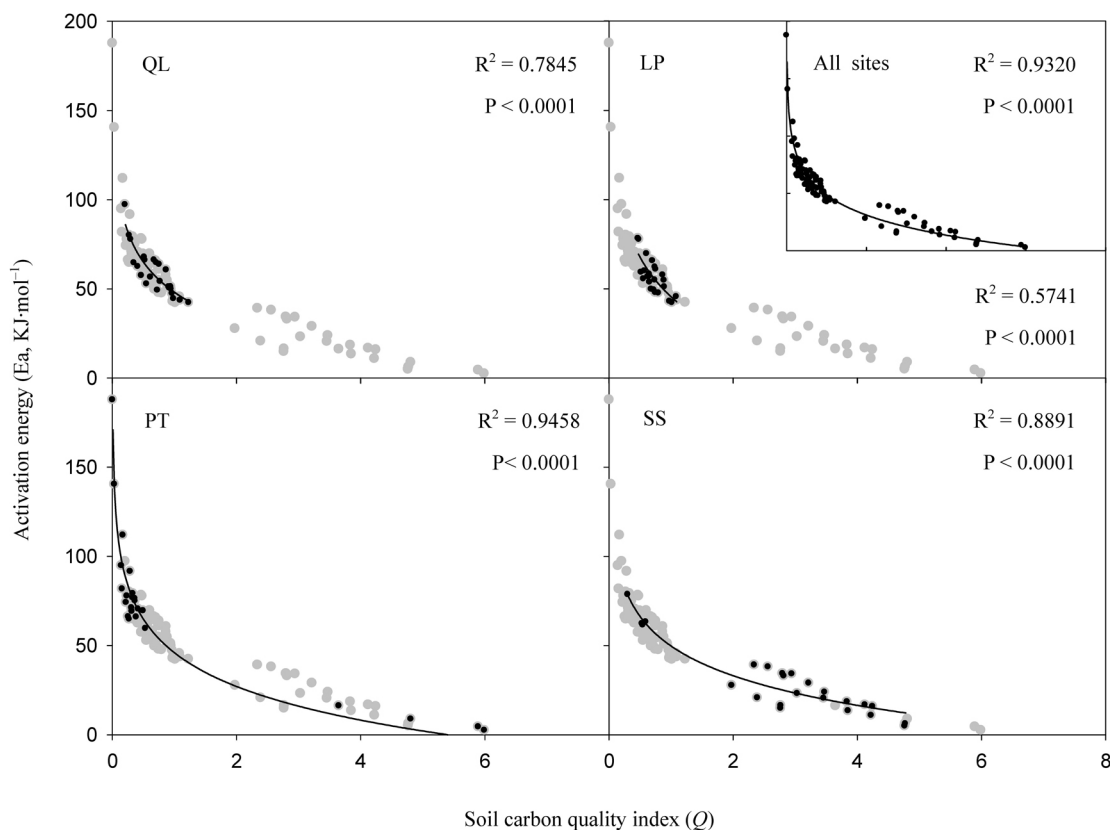 200
150
100
50
0
QL
R² = 0.7845
P < 0.0001
LP
All sites
R² = 0.9320
P < 0.0001
R² = 0.5741
P < 0.0001
150
100
50
0
PT
R² = 0.9458
P< 0.0001
SS
R² = 0.8891
P < 0.0001
0
2
4
6
0
2
4
6
8
Activation energy (Ea, KJ·mol⁻¹)
Soil carbon quality index (Q)